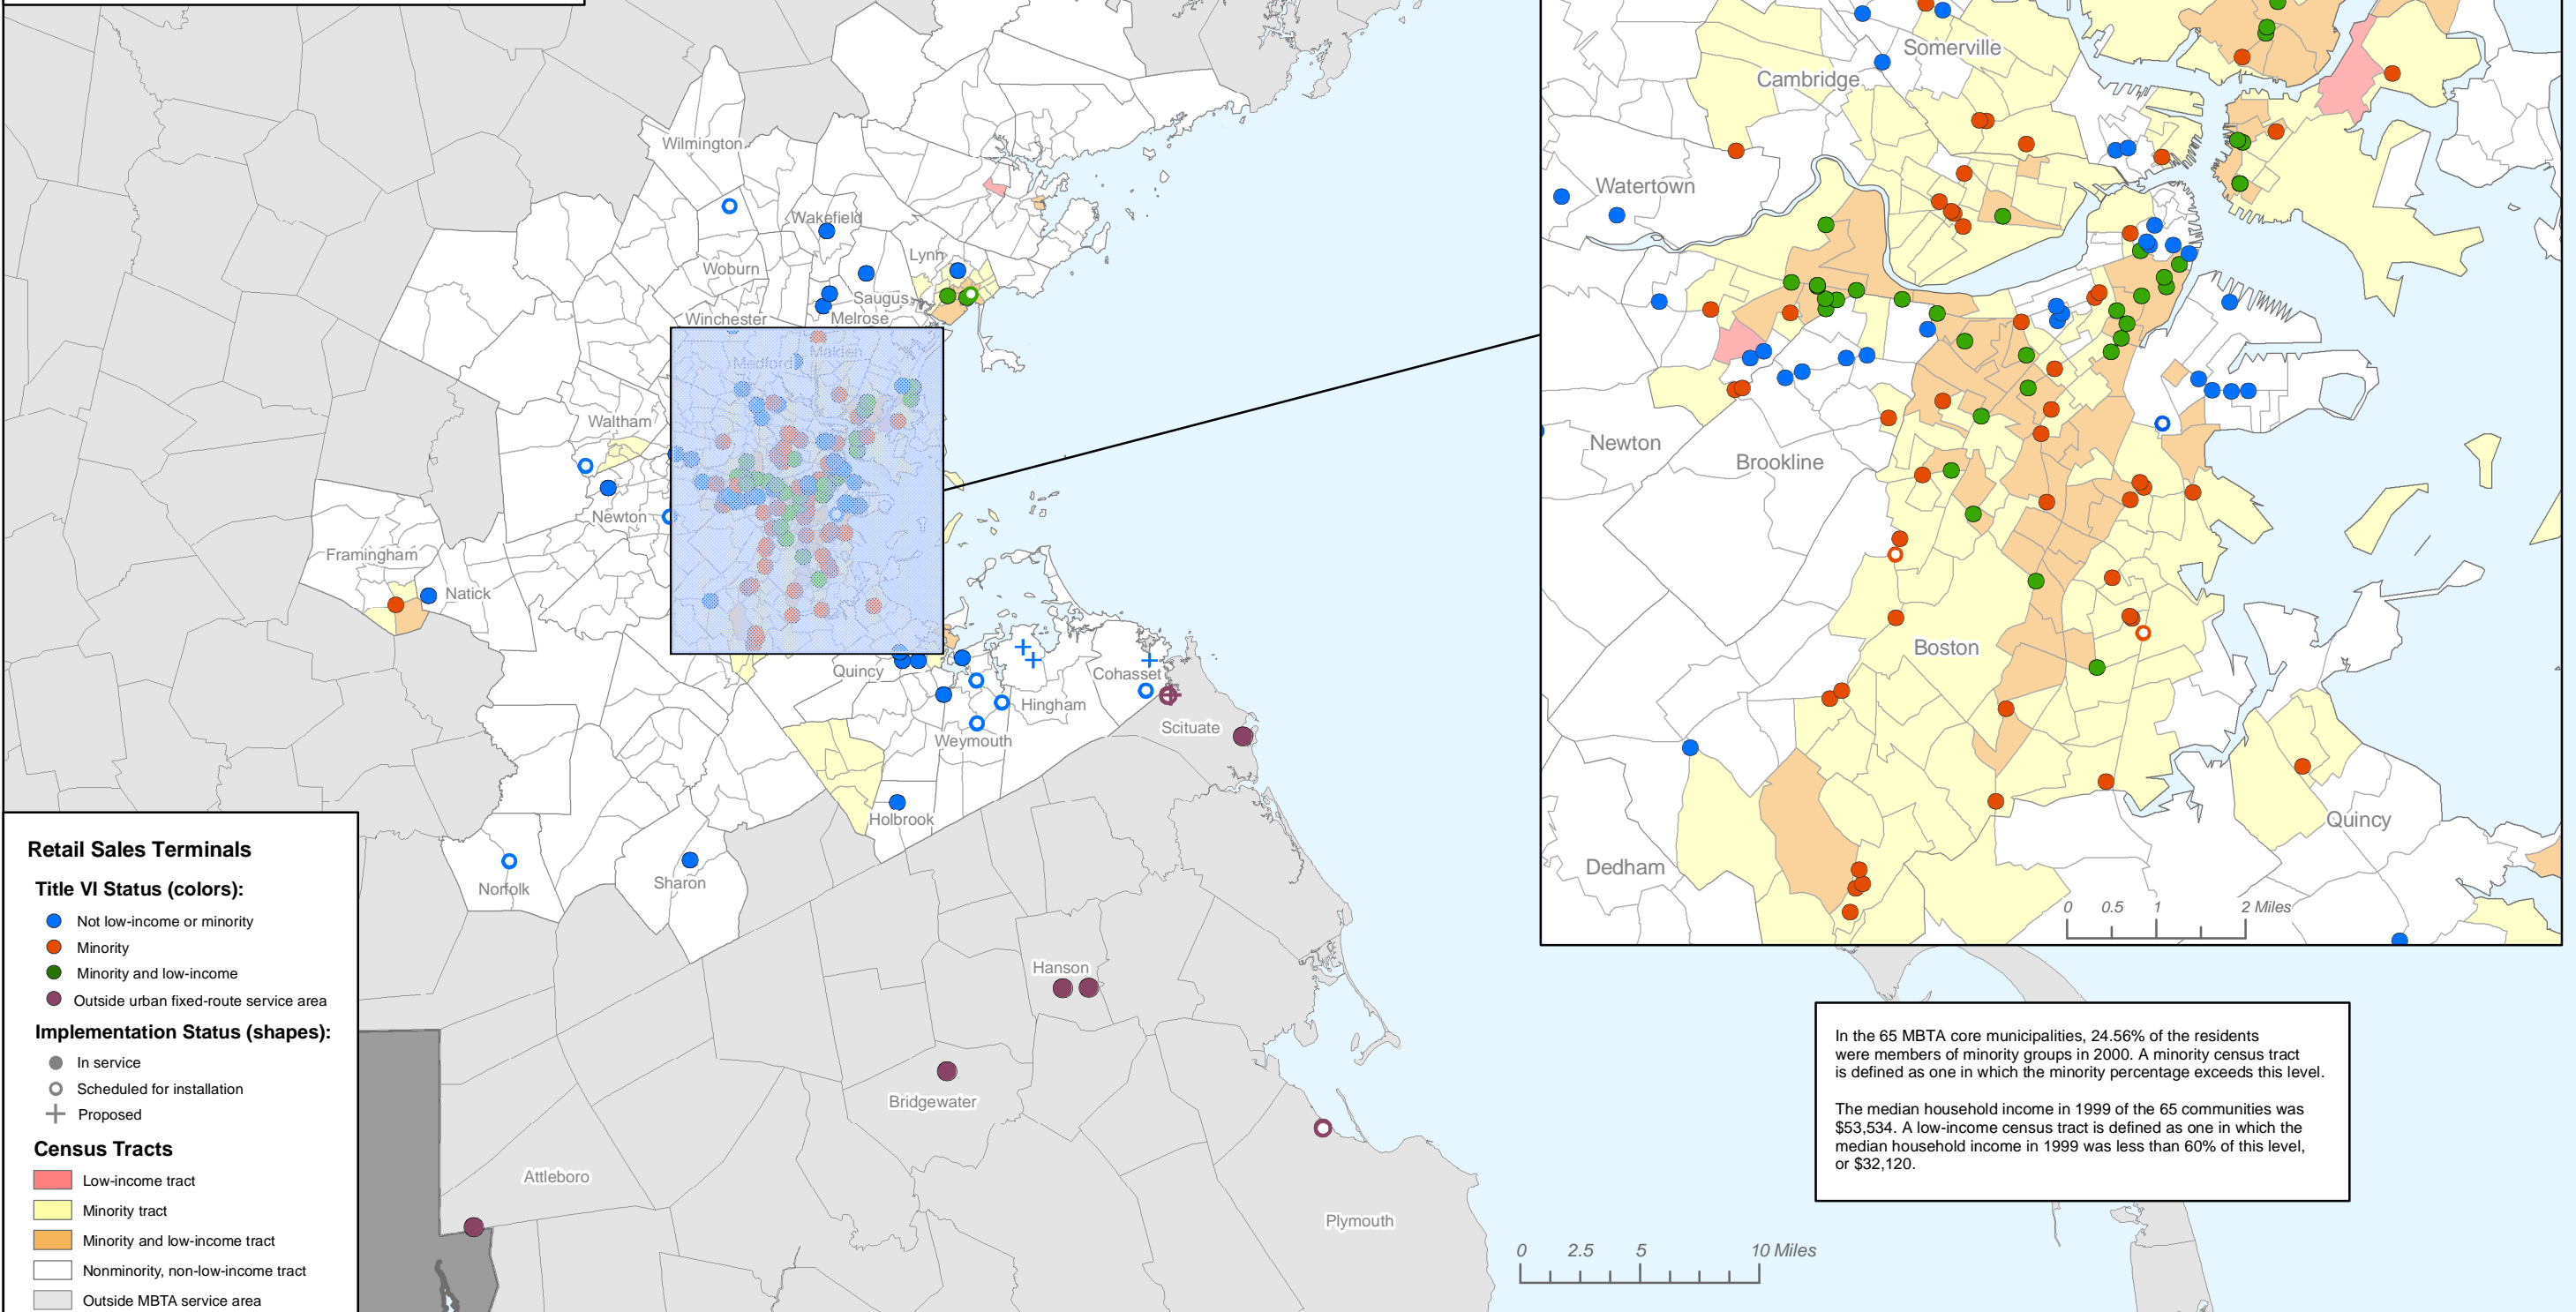 Wilmington
Wakefield
Woburn
Lynn
Saugus
Winchester
Melrose
Medford
Malden
Waltham
Newton
Framingham
Natick
Quincy
Cohasset
Hingham
Scituate
Weymouth
Holbrook
Norfolk
Sharon
Hanson
Bridgewater
Attleboro
Plymouth
0 2.5 5 10 Miles
Somerville
Cambridge
Watertown
Newton
Brookline
Boston
Dedham
Quincy
0 0.5 1 2 Miles
Retail Sales Terminals
Title VI Status (colors):
Not low-income or minority
Minority
Minority and low-income
Outside urban fixed-route service area
Implementation Status (shapes):
In service
Scheduled for installation
Proposed
Census Tracts
Low-income tract
Minority tract
Minority and low-income tract
Nonminority, non-low-income tract
Outside MBTA service area
In the 65 MBTA core municipalities, 24.56% of the residents
were members of minority groups in 2000. A minority census tract
is defined as one in which the minority percentage exceeds this level.
The median household income in 1999 of the 65 communities was
$53,534. A low-income census tract is defined as one in which the
median household income in 1999 was less than 60% of this level,
or $32,120.